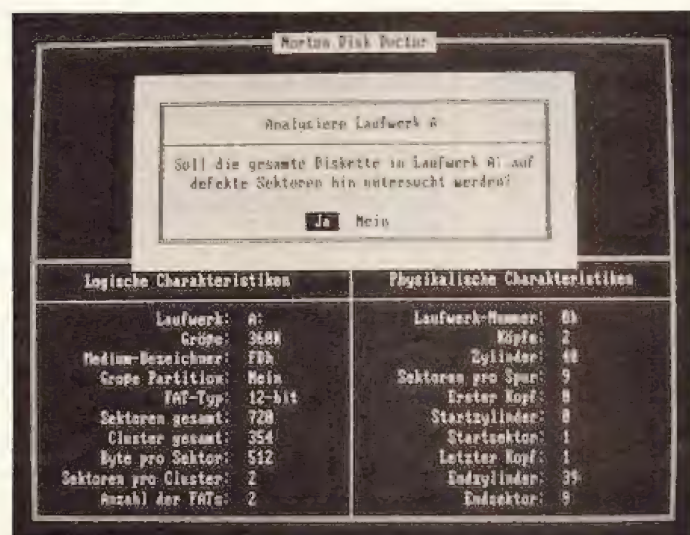 Norton Disk Doctor
Analysiere Laufwerk A
Soll die gesamte Diskette in Laufwerk A: auf
defekte Sektoren hin untersucht werden?
Ja Nein
Logische Charakteristiken
Laufwerk: A:
Größe: 360K
Medium-Bezeichner: FDh
Große Partition: Nein
FAT-Typ: 12-bit
Sektoren gesamt: 720
Cluster gesamt: 354
Byte pro Sektor: 512
Sektoren pro Cluster: 2
Anzahl der FATs: 2
Physikalische Charakteristiken
Laufwerk-Nummer: 0h
Köpfe: 2
Zylinder: 40
Sektoren pro Spur: 9
Erster Kopf: 0
Startzylinder: 0
Startsektor: 1
Letzter Kopf: 1
Endzylinder: 39
Endsektor: 9